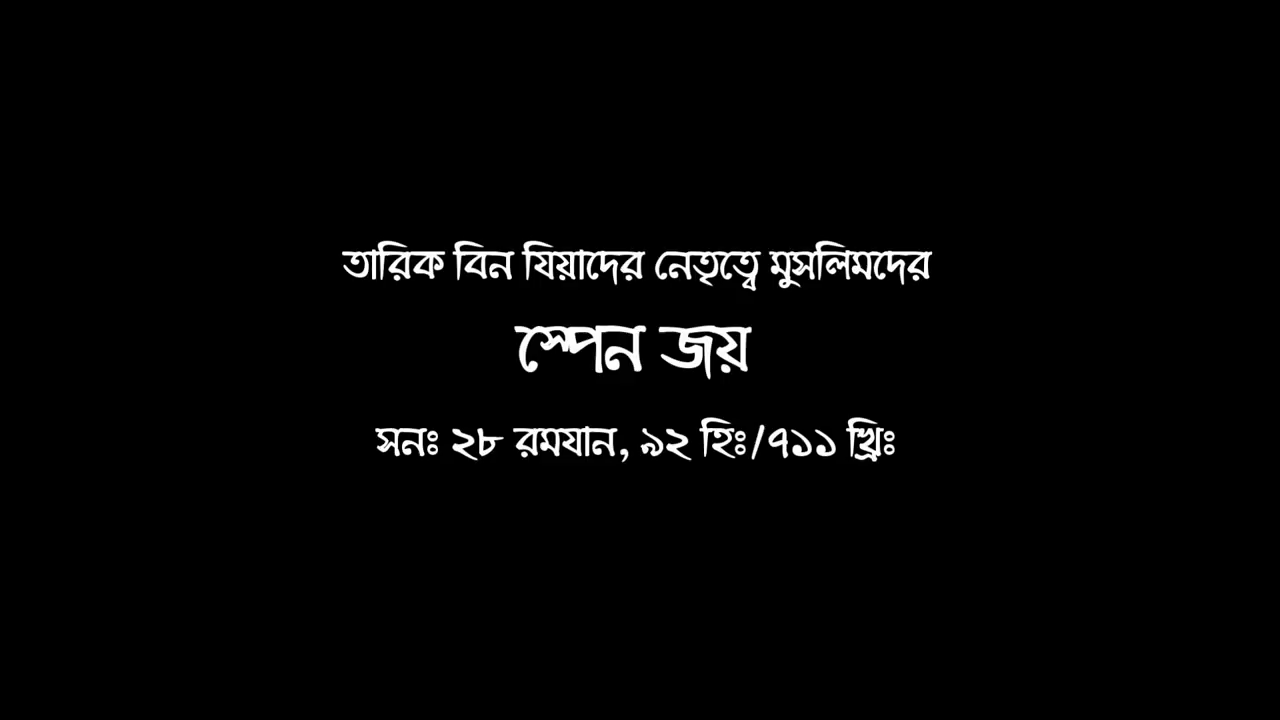 তারিক বিন যিয়াদের নেতৃত্বে মুসলিমদের
স্পেন জয়
সনঃ ২৮ রমযান, ৯২ হিঃ/৭১১ খ্রিঃ